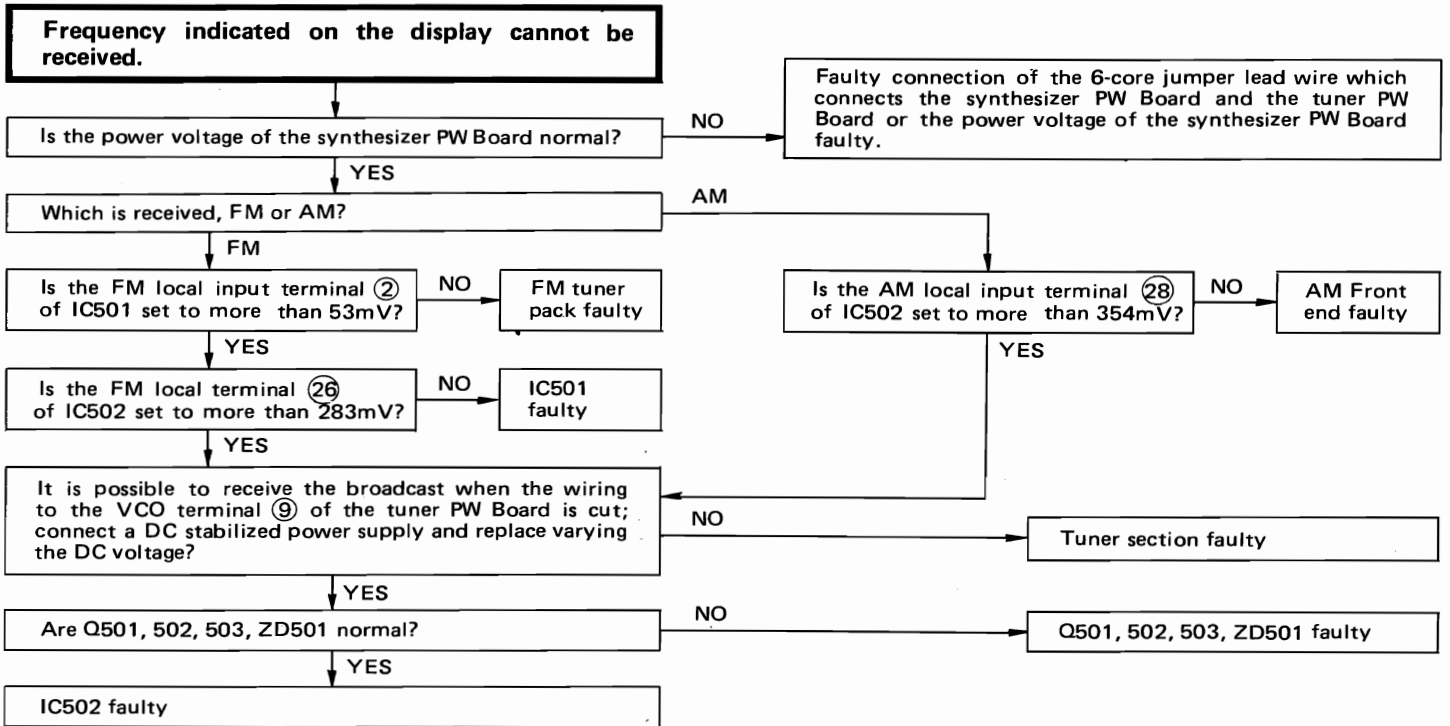 Frequency indicated on the display cannot be
received.
Faulty connection of the 6-core jumper lead wire which
connects the synthesizer PW Board and the tuner PW
Board or the power voltage of the synthesizer PW Board
faulty.
Is the power voltage of the synthesizer PW Board normal?
NO
YES
Which is received, FM or AM?
AM
FM
Is the FM local input terminal ②
of IC501 set to more than 53mV?
NO
FM tuner
pack faulty
Is the AM local input terminal ㉘
of IC502 set to more than 354mV?
NO
AM Front
end faulty
YES
YES
Is the FM local terminal ㉖
of IC502 set to more than 283mV?
NO
IC501
faulty
YES
It is possible to receive the broadcast when the wiring
to the VCO terminal ⑨ of the tuner PW Board is cut;
connect a DC stabilized power supply and replace varying
the DC voltage?
NO
Tuner section faulty
YES
Are Q501, 502, 503, ZD501 normal?
NO
Q501, 502, 503, ZD501 faulty
YES
IC502 faulty